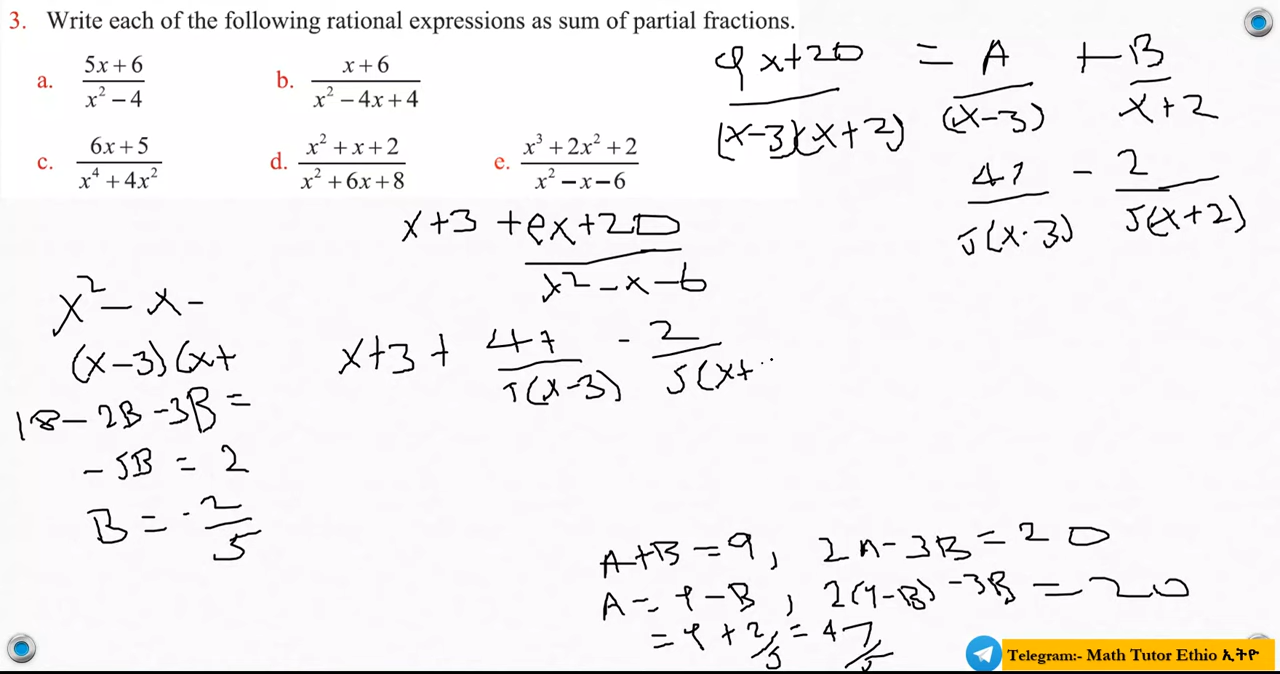 3. Write each of the following rational expressions as sum of partial fractions.
a. (5x + 6)/(x² − 4) b. (x + 6)/(x² − 4x + 4)
c. (6x + 5)/(x⁴ + 4x²) d. (x² + x + 2)/(x² + 6x + 8) e. (x³ + 2x² + 2)/(x² − x − 6)
(9x+20)/((x−3)(x+2)) = A/(x−3) + B/(x+2)
47/(5(x−3)) − 2/(5(x+2))
x+3 + (9x+20)/(x²−x−6)
x+3 + 47/(5(x−3)) − 2/(5(x+
x² − x −
(x−3)(x+
18 − 2B − 3B =
−5B = 2
B = −2/5
A+B = 9, 2A − 3B = 20
A = 9 − B, 2(9−B) − 3B = 20
= 9 + 2/5 = 47/5
Telegram:- Math Tutor Ethio ኢትዮ